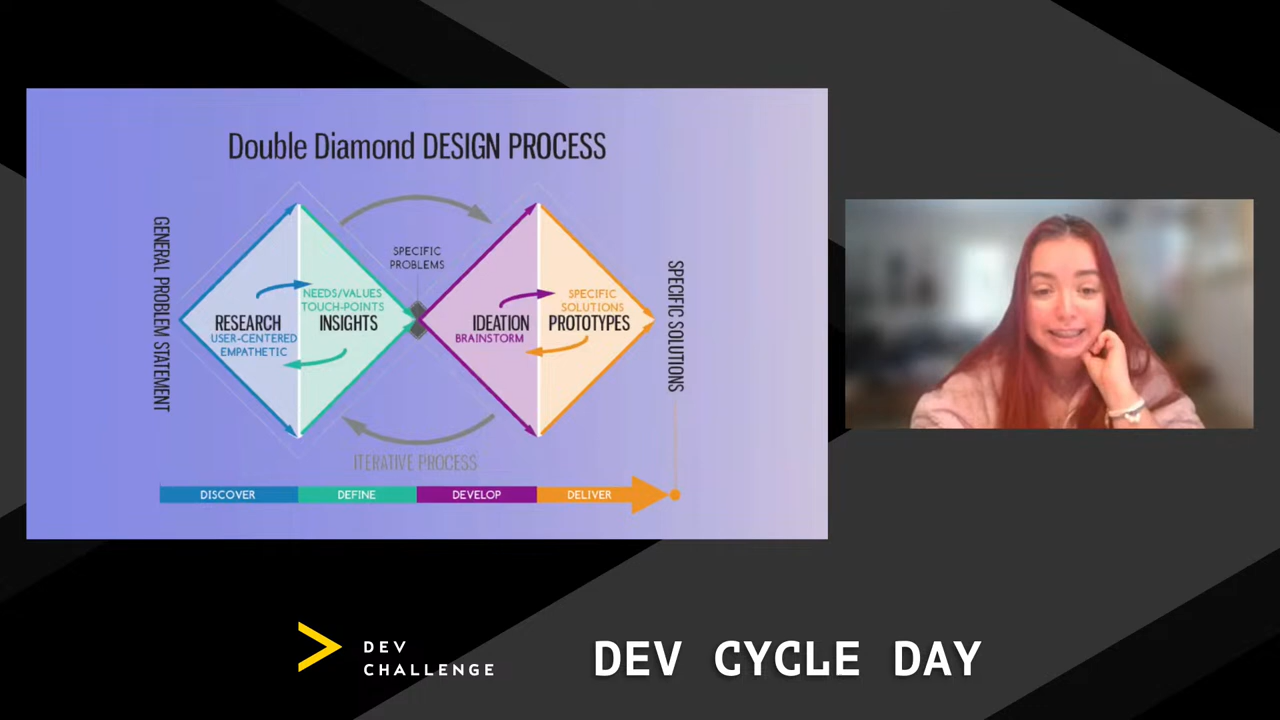 Double Diamond DESIGN PROCESS
GENERAL PROBLEM STATEMENT
SPECIFIC
PROBLEMS
NEEDS/VALUES
TOUCH-POINTS
RESEARCH
INSIGHTS
USER-CENTERED
EMPATHETIC
SPECIFIC
SOLUTIONS
IDEATION
PROTOTYPES
BRAINSTORM
SPECIFIC SOLUTIONS
ITERATIVE PROCESS
DISCOVER
DEFINE
DEVELOP
DELIVER
DEV
CHALLENGE
DEV CYCLE DAY